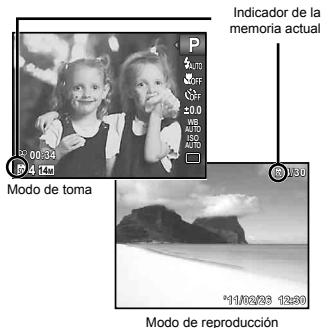 Indicador de la
memoria actual
P
AUTO
OFF
OFF
±0.0
WB
AUTO
ISO
AUTO
00:34
4 14M
Modo de toma
/30
'11/02/26 12:30
Modo de reproducción